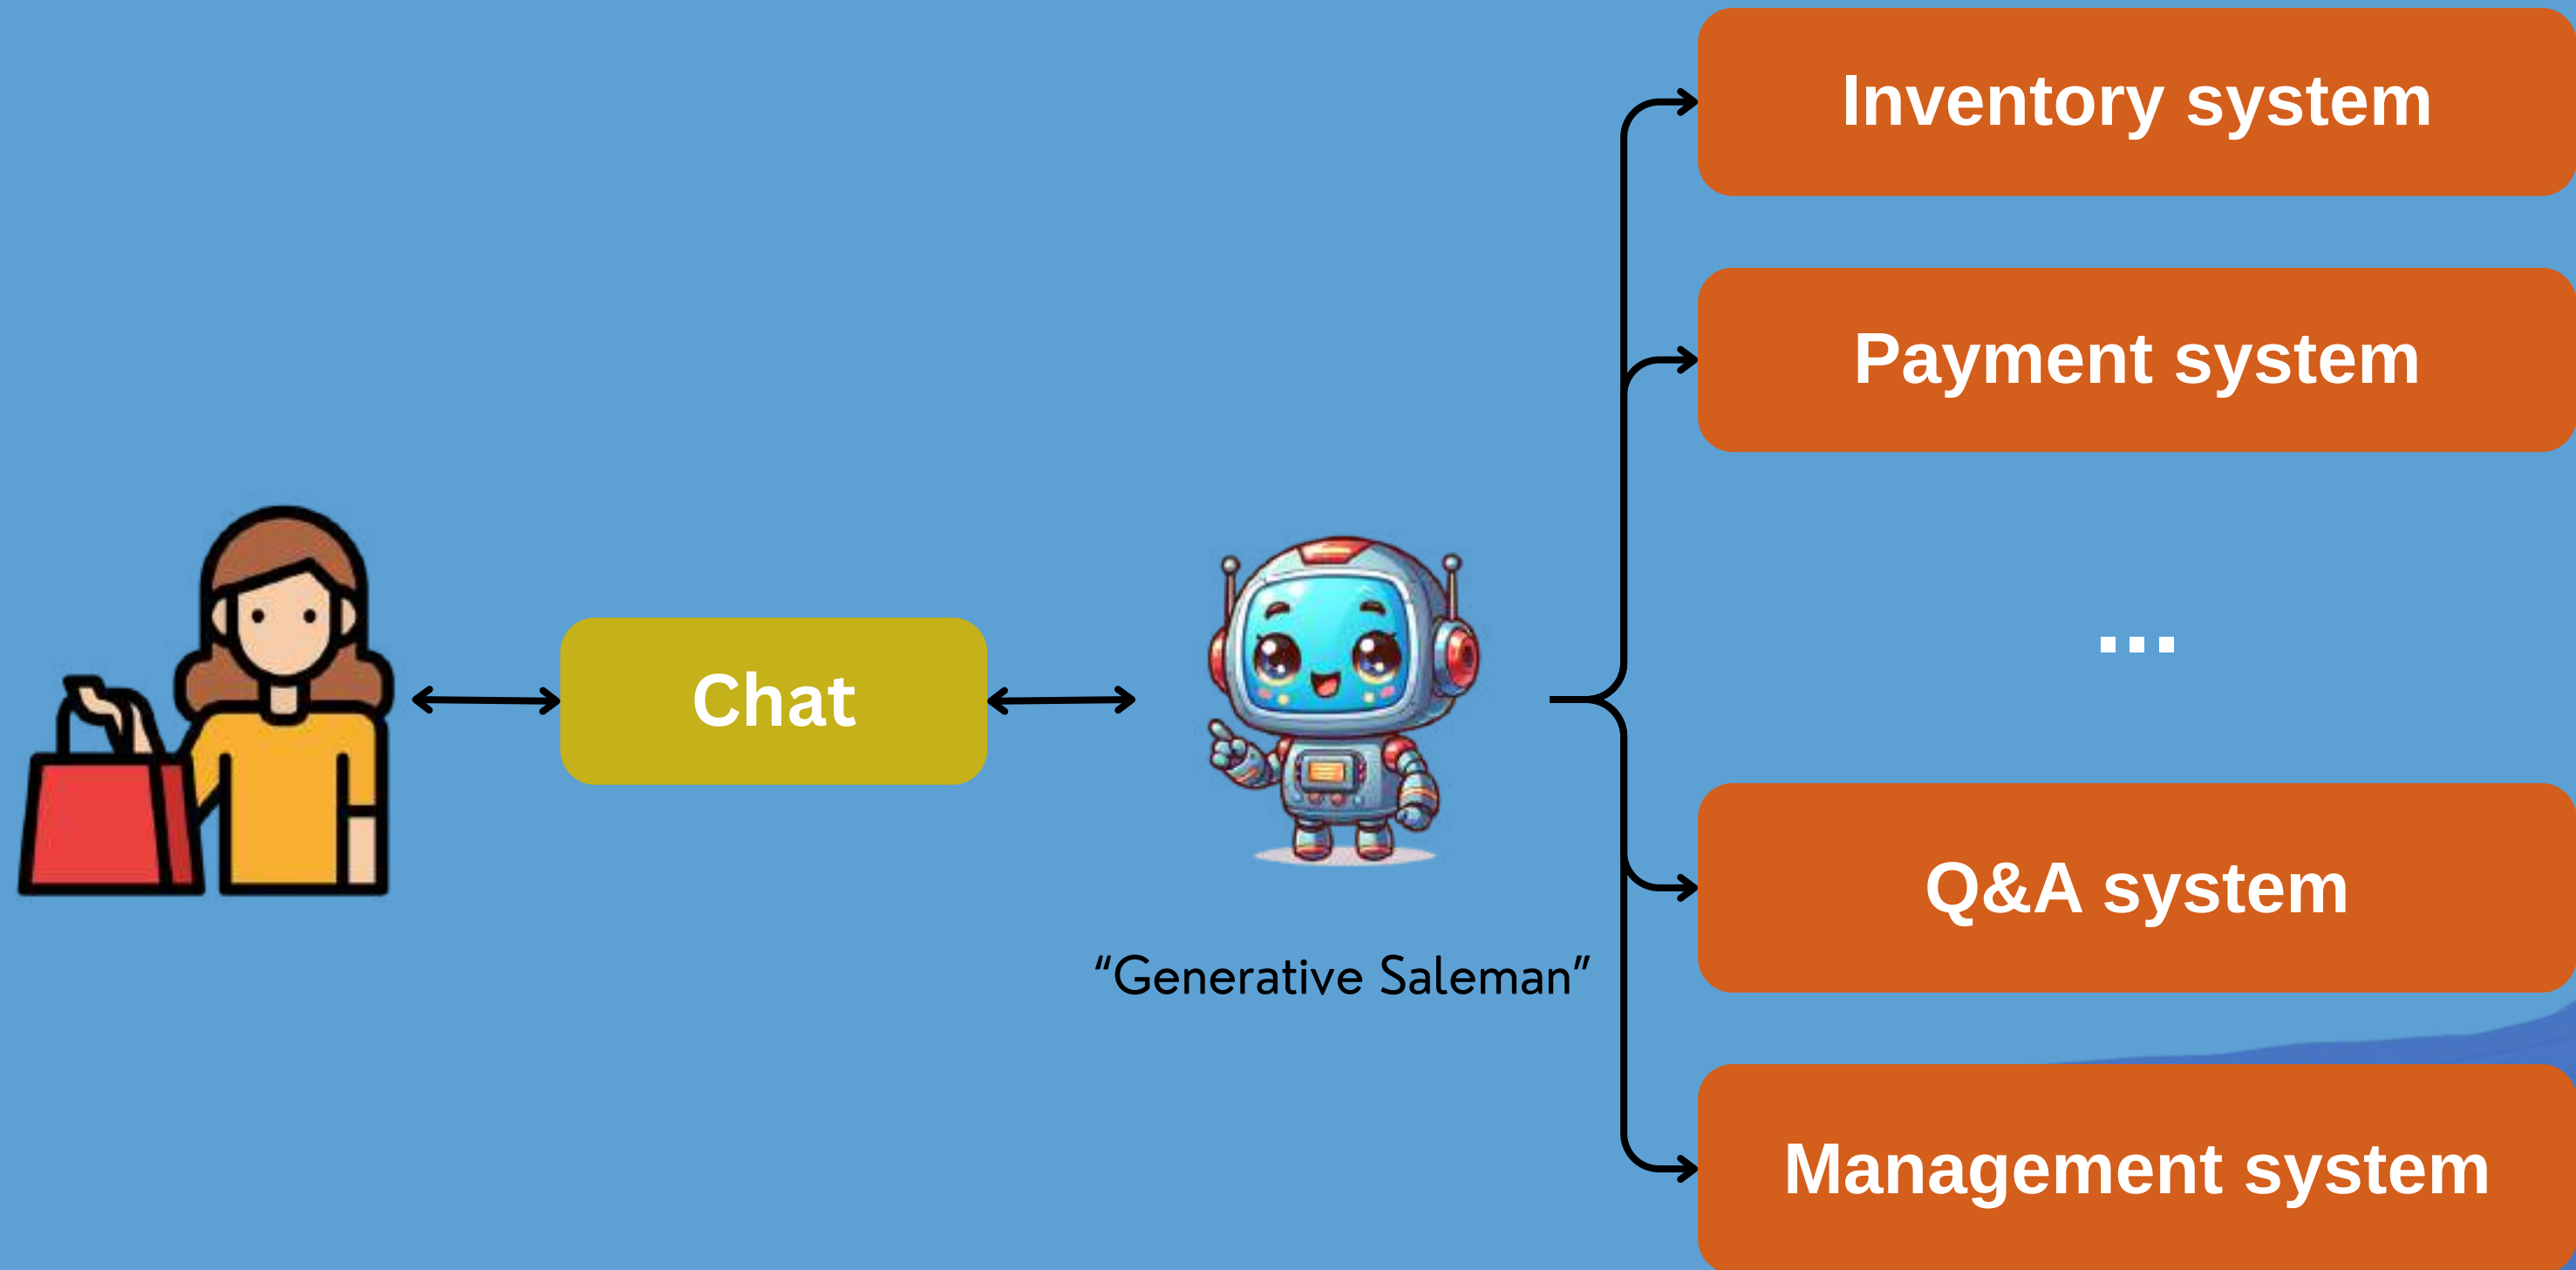 Inventory system
Payment system
...
Chat
Q&A system
“Generative Saleman”
Management system